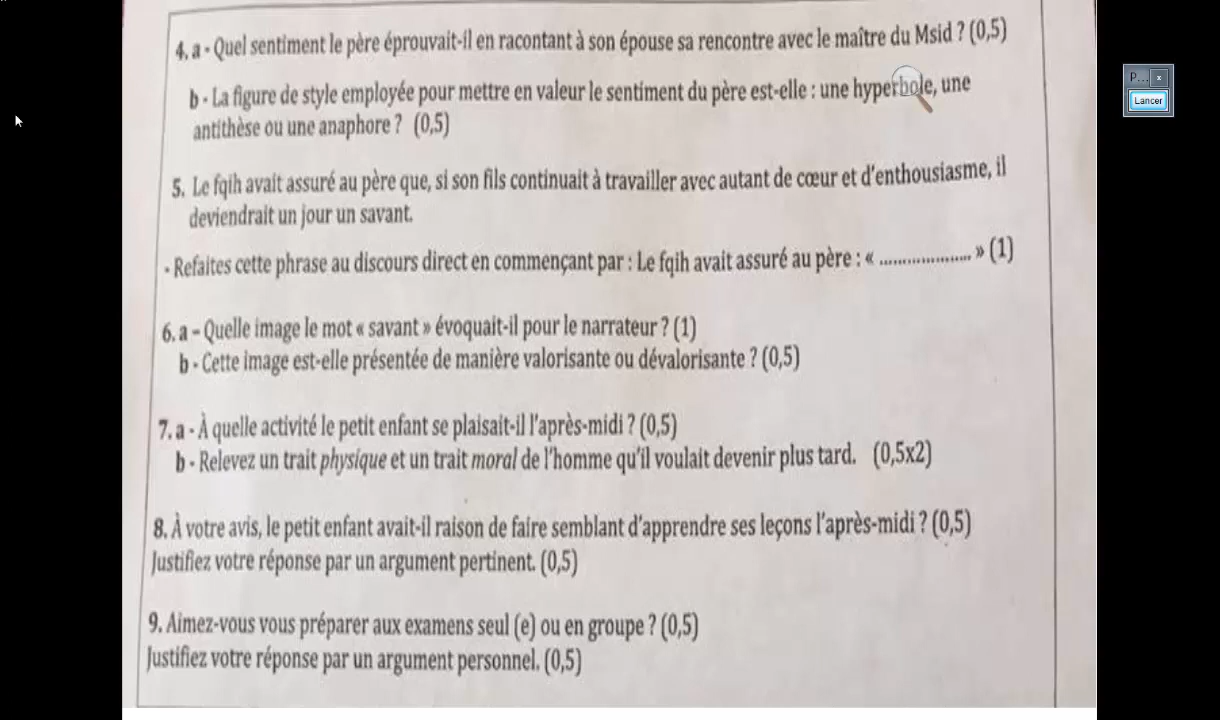 4. a - Quel sentiment le père éprouvait-il en racontant à son épouse sa rencontre avec le maître du Msid ? (0,5)
b - La figure de style employée pour mettre en valeur le sentiment du père est-elle : une hyperbole, une
antithèse ou une anaphore ? (0,5)
5. Le fqih avait assuré au père que, si son fils continuait à travailler avec autant de cœur et d'enthousiasme, il
deviendrait un jour un savant.
- Refaites cette phrase au discours direct en commençant par : Le fqih avait assuré au père : « ................... » (1)
6. a – Quelle image le mot « savant » évoquait-il pour le narrateur ? (1)
b - Cette image est-elle présentée de manière valorisante ou dévalorisante ? (0,5)
7. a - À quelle activité le petit enfant se plaisait-il l'après-midi ? (0,5)
b - Relevez un trait physique et un trait moral de l'homme qu'il voulait devenir plus tard. (0,5x2)
8. À votre avis, le petit enfant avait-il raison de faire semblant d'apprendre ses leçons l'après-midi ? (0,5)
Justifiez votre réponse par un argument pertinent. (0,5)
9. Aimez-vous vous préparer aux examens seul (e) ou en groupe ? (0,5)
Justifiez votre réponse par un argument personnel. (0,5)
P... x
Lancer